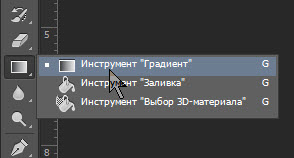 5
Инструмент "Градиент" G
Инструмент "Заливка" G
Инструмент "Выбор 3D-материала" G
8